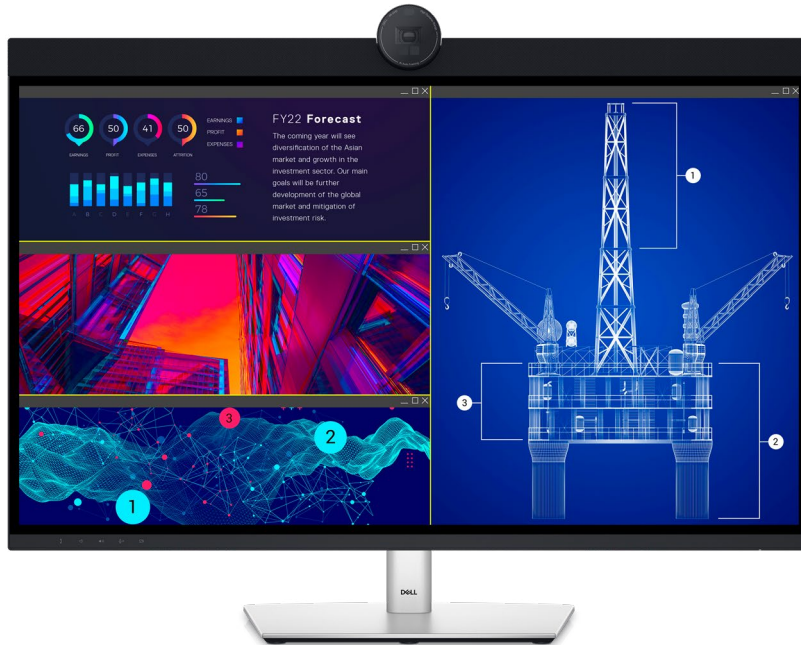 66
50
41
50
EARNINGS
PROFIT
EXPENSES
ATTRITION
EARNINGS
PROFIT
EXPENSES
A B C D E F G H
80
65
78
FY22 Forecast
The coming year will see
diversification of the Asian
market and growth in the
investment sector. Our main
goals will be further
development of the global
market and mitigation of
investment risk.
1
2
3
1
2
3
DELL